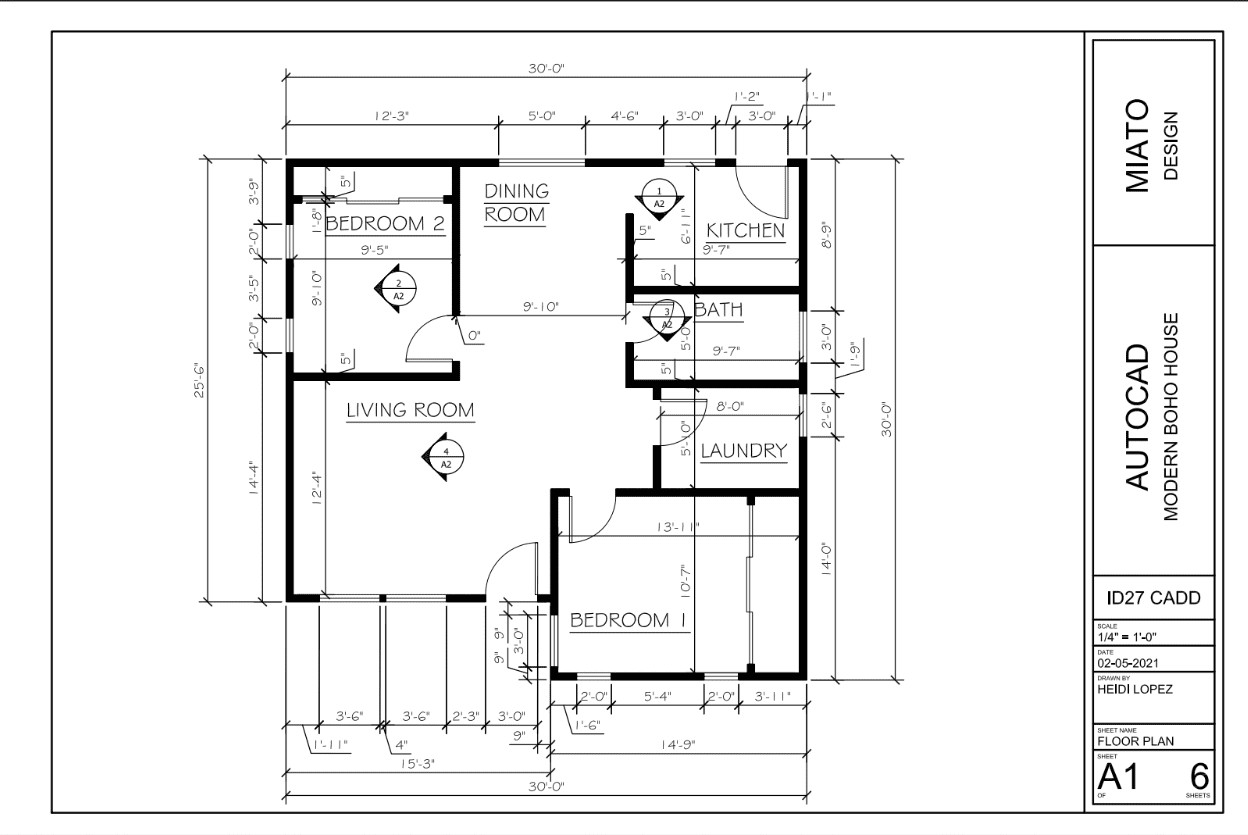 30'-0"
1'-2"
1'-1"
12'-3"
5'-0"
4'-6"
3'-0"
3'-0"
3'-9"
2'-0"
3'-5"
2'-0"
14'-4"
25'-6"
5"
1'-8"
BEDROOM 2
9'-5"
9'-10"
2
A2
5"
DINING
ROOM
9'-10"
0"
1
A2
5"
6'-11"
KITCHEN
9'-7"
5"
3
A2
BATH
5'-0"
9'-7"
5"
8'-9"
3'-0"
1'-9"
2'-6"
14'-0"
30'-0"
LIVING ROOM
4
A2
12'-4"
8'-0"
5'-10"
LAUNDRY
13'-11"
10'-7"
BEDROOM 1
9"
3'-0"
9"
2'-0"
5'-4"
2'-0"
3'-11"
1'-6"
3'-6"
3'-6"
2'-3"
3'-0"
1'-11"
4"
9"
14'-9"
15'-3"
30'-0"
MIATO
DESIGN
AUTOCAD
MODERN BOHO HOUSE
ID27 CADD
SCALE
1/4" = 1'-0"
DATE
02-05-2021
DRAWN BY
HEIDI LOPEZ
SHEET NAME
FLOOR PLAN
SHEET
A1 6
OF SHEETS